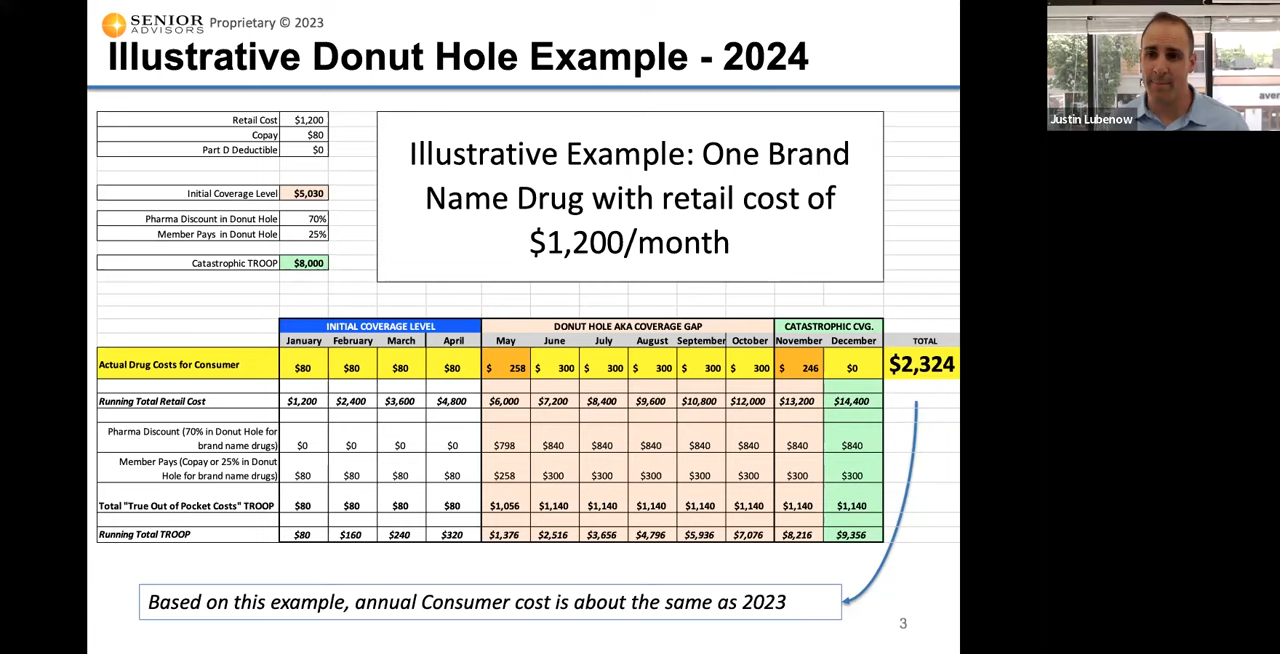 SENIOR
ADVISORS
Proprietary © 2023
Illustrative Donut Hole Example - 2024
Retail Cost $1,200
Copay $80
Part D Deductible $0
Initial Coverage Level $5,030
Pharma Discount in Donut Hole 70%
Member Pays in Donut Hole 25%
Catastrophic TROOP $8,000
Illustrative Example: One Brand
Name Drug with retail cost of
$1,200/month
Justin Lubenow
INITIAL COVERAGE LEVEL DONUT HOLE AKA COVERAGE GAP CATASTROPHIC CVG.
January February March April May June July August September October November December TOTAL
Actual Drug Costs for Consumer $80 $80 $80 $80 $ 258 $ 300 $ 300 $ 300 $ 300 $ 300 $ 246 $0 $2,324
Running Total Retail Cost $1,200 $2,400 $3,600 $4,800 $6,000 $7,200 $8,400 $9,600 $10,800 $12,000 $13,200 $14,400
Pharma Discount (70% in Donut Hole for
brand name drugs) $0 $0 $0 $0 $798 $840 $840 $840 $840 $840 $840 $840
Member Pays (Copay or 25% in Donut
Hole for brand name drugs) $80 $80 $80 $80 $258 $300 $300 $300 $300 $300 $300 $300
Total "True Out of Pocket Costs" TROOP $80 $80 $80 $80 $1,056 $1,140 $1,140 $1,140 $1,140 $1,140 $1,140 $1,140
Running Total TROOP $80 $160 $240 $320 $1,376 $2,516 $3,656 $4,796 $5,936 $7,076 $8,216 $9,356
Based on this example, annual Consumer cost is about the same as 2023
3